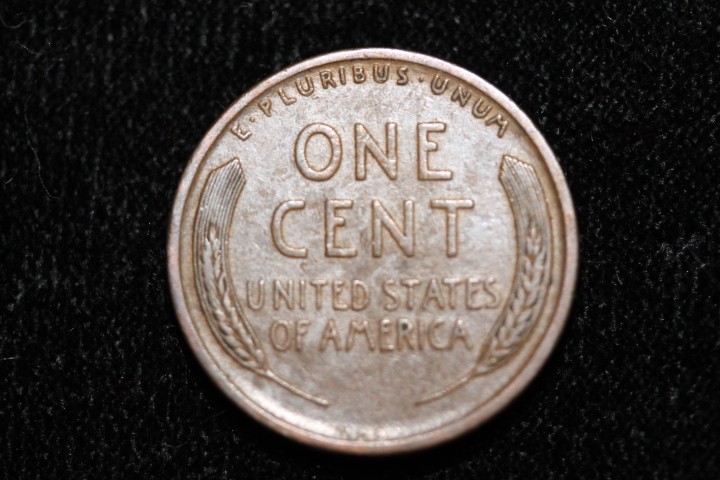 E·PLURIBUS·UNUM
ONE
CENT
UNITED STATES
OF AMERICA